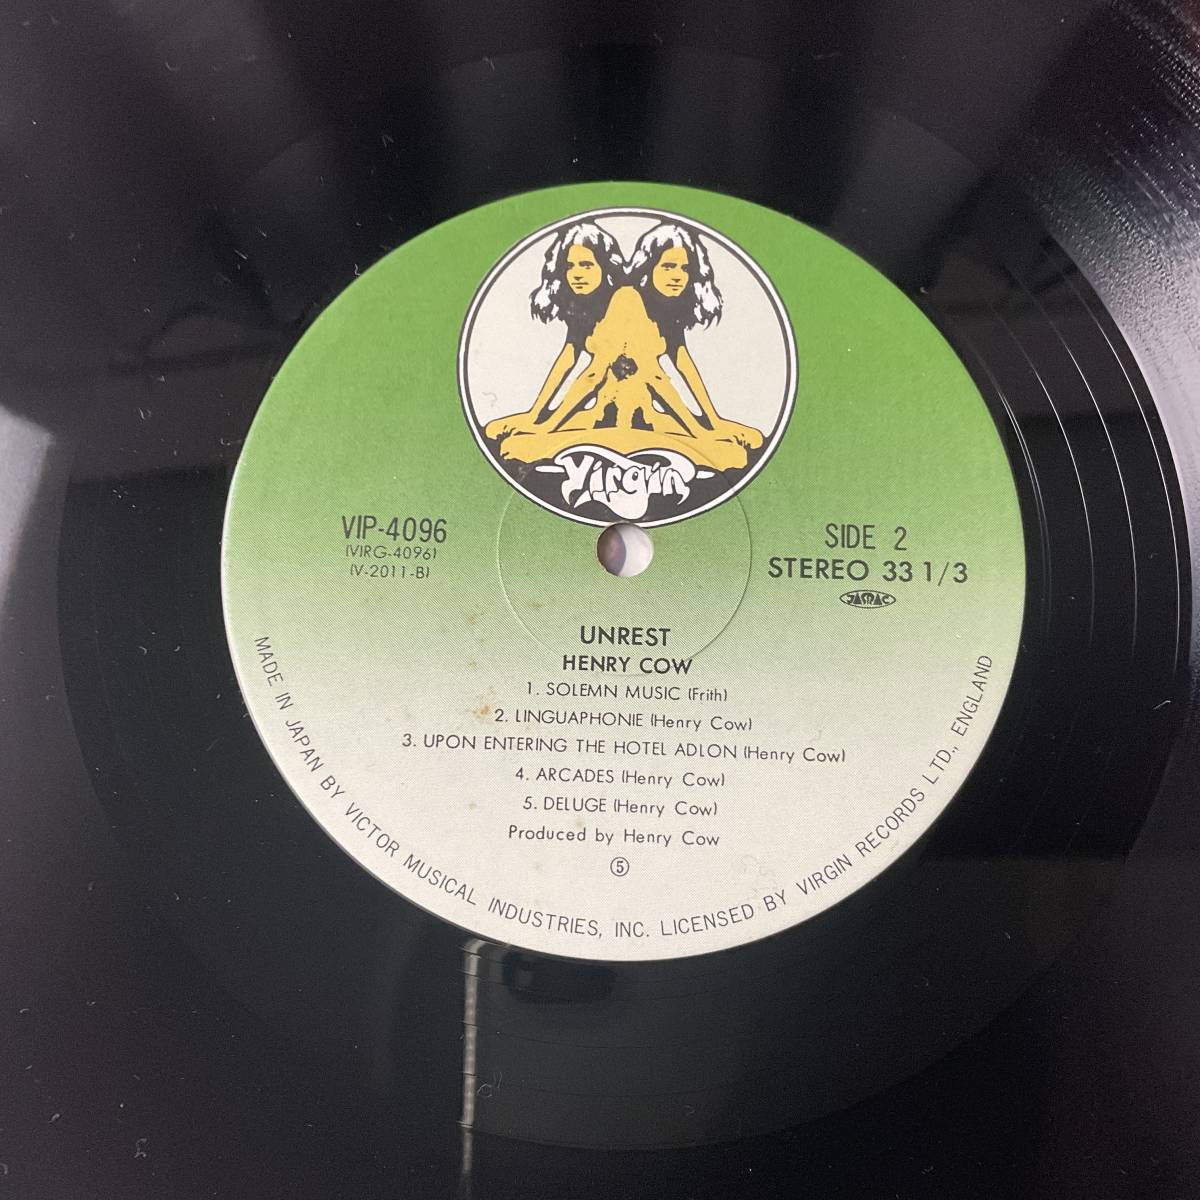 Virgin
VIP-4096
(VIRG-4096)
(V-2011-B)
SIDE 2
STEREO 33 1/3
JASRAC
UNREST
HENRY COW
1. SOLEMN MUSIC (Frith)
2. LINGUAPHONIE (Henry Cow)
3. UPON ENTERING THE HOTEL ADLON (Henry Cow)
4. ARCADES (Henry Cow)
5. DELUGE (Henry Cow)
Produced by Henry Cow
⑤
MADE IN JAPAN BY VICTOR MUSICAL INDUSTRIES, INC. LICENSED BY VIRGIN RECORDS LTD., ENGLAND